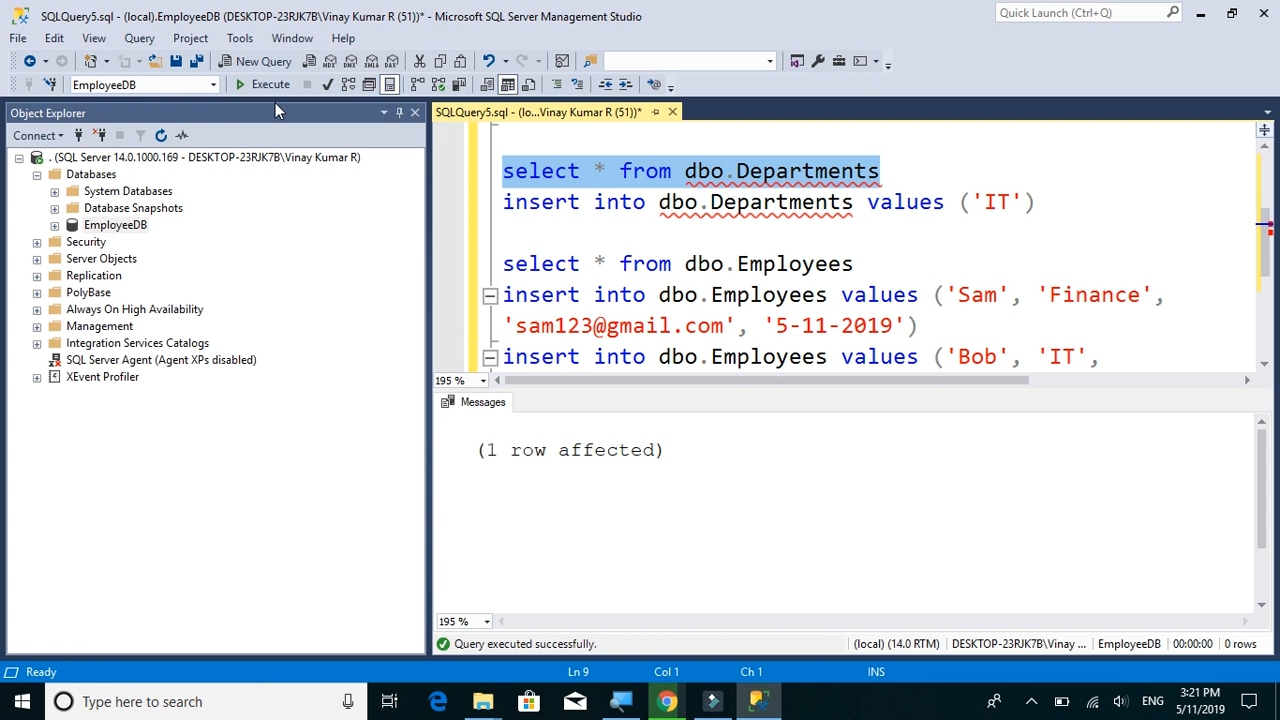 SQLQuery5.sql - (local).EmployeeDB (DESKTOP-23RJK7B\Vinay Kumar R (51))* - Microsoft SQL Server Management Studio
Quick Launch (Ctrl+Q)
File Edit View Query Project Tools Window Help
New Query
EmployeeDB Execute
Object Explorer
SQLQuery5.sql - (lo...Vinay Kumar R (51))*
Connect
. (SQL Server 14.0.1000.169 - DESKTOP-23RJK7B\Vinay Kumar R)
Databases
System Databases
Database Snapshots
EmployeeDB
Security
Server Objects
Replication
PolyBase
Always On High Availability
Management
Integration Services Catalogs
SQL Server Agent (Agent XPs disabled)
XEvent Profiler
select * from dbo.Departments
insert into dbo.Departments values ('IT')
select * from dbo.Employees
insert into dbo.Employees values ('Sam', 'Finance',
'sam123@gmail.com', '5-11-2019')
insert into dbo.Employees values ('Bob', 'IT',
195 %
Messages
(1 row affected)
195 %
Query executed successfully. (local) (14.0 RTM) DESKTOP-23RJK7B\Vinay ... EmployeeDB 00:00:00 0 rows
Ready Ln 9 Col 1 Ch 1 INS
Type here to search
ENG
3:21 PM
5/11/2019